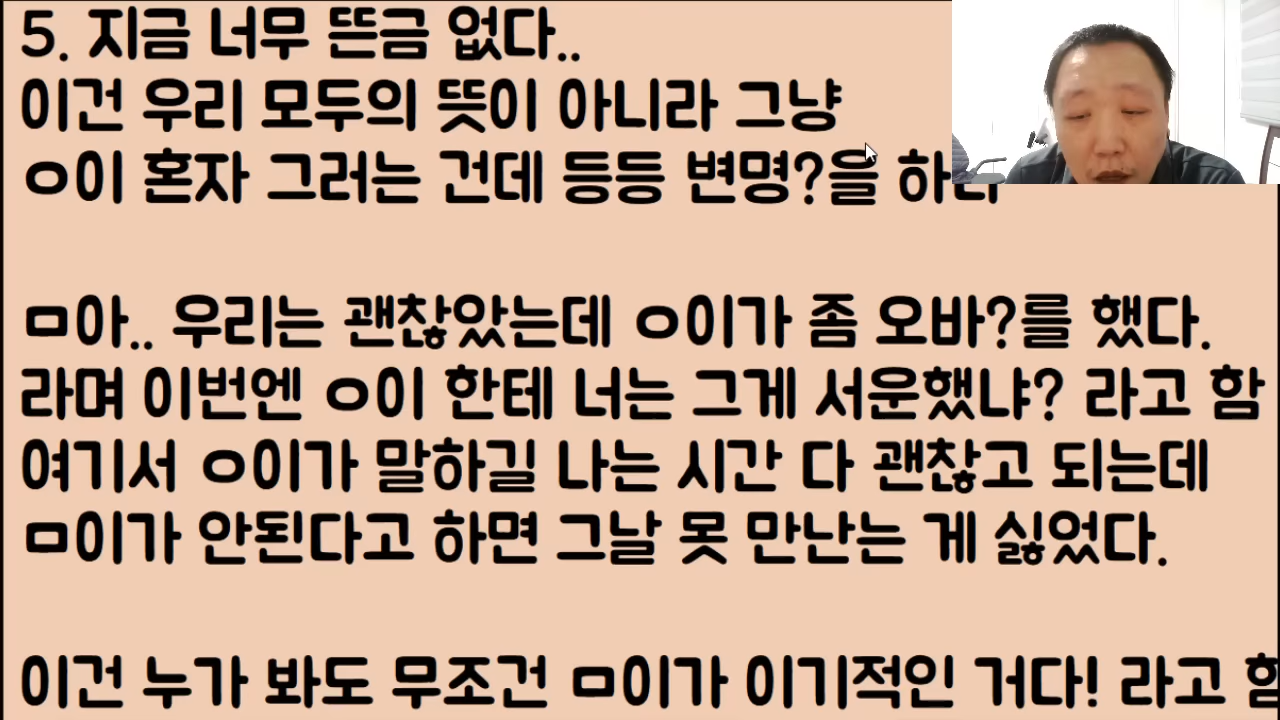 5. 지금 너무 뜬금 없다..
이건 우리 모두의 뜻이 아니라 그냥
ㅇ이 혼자 그러는 건데 등등 변명?을
ㅁ아.. 우리는 괜찮았는데 ㅇ이가 좀 오바?를 했다.
라며 이번엔 ㅇ이 한테 너는 그게 서운했냐? 라고 함
여기서 ㅇ이가 말하길 나는 시간 다 괜찮고 되는데
ㅁ이가 안된다고 하면 그날 못 만난는 게 싫었다.
이건 누가 봐도 무조건 ㅁ이가 이기적인 거다! 라고 함